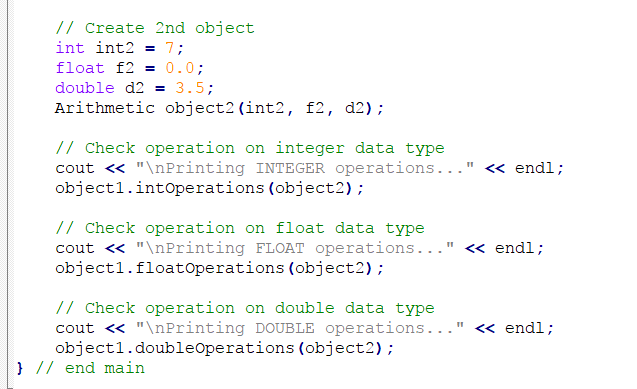 // Create 2nd object
int int2 = 7;
float f2 = 0.0;
double d2 = 3.5;
Arithmetic object2(int2, f2, d2);
// Check operation on integer data type
cout << "\nPrinting INTEGER operations..." << endl;
object1.intOperations(object2);
// Check operation on float data type
cout << "\nPrinting FLOAT operations..." << endl;
object1.floatOperations(object2);
// Check operation on double data type
cout << "\nPrinting DOUBLE operations..." << endl;
object1.doubleOperations(object2);
} // end main